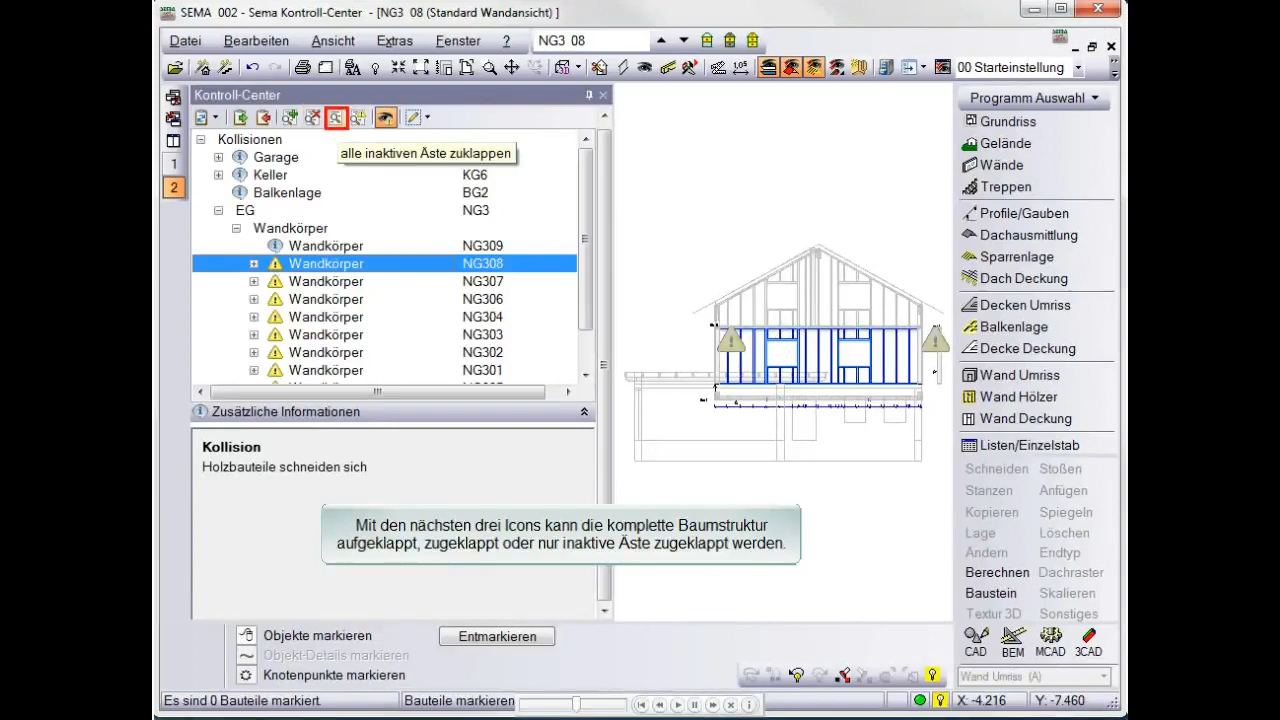 SEMA 002 - Sema Kontroll-Center - [NG3 08 (Standard Wandansicht) ]
Datei Bearbeiten Ansicht Extras Fenster ? NG3 08
1,05 00 Starteinstellung
Kontroll-Center
Programm Auswahl
alle inaktiven Äste zuklappen
1
2
Kollisionen
Garage
Keller KG6
Balkenlage BG2
EG NG3
Wandkörper
Wandkörper NG309
Wandkörper NG308
Wandkörper NG307
Wandkörper NG306
Wandkörper NG304
Wandkörper NG303
Wandkörper NG302
Wandkörper NG301
Zusätzliche Informationen
Kollision
Holzbauteile schneiden sich
Mit den nächsten drei Icons kann die komplette Baumstruktur
aufgeklappt, zugeklappt oder nur inaktive Äste zugeklappt werden.
Grundriss
Gelände
Wände
Treppen
Profile/Gauben
Dachausmittlung
Sparrenlage
Dach Deckung
Decken Umriss
Balkenlage
Decke Deckung
Wand Umriss
Wand Hölzer
Wand Deckung
Listen/Einzelstab
Schneiden Stoßen
Stanzen Anfügen
Kopieren Spiegeln
Lage Löschen
Ändern Endtyp
Berechnen Dachraster
Baustein Skalieren
Textur 3D Sonstiges
CAD BEM MCAD 3CAD
Wand Umriss (A)
Objekte markieren Entmarkieren
Objekt-Details markieren
Knotenpunkte markieren
Es sind 0 Bauteile markiert. Bauteile markieren
X: -4.216 Y: -7.460